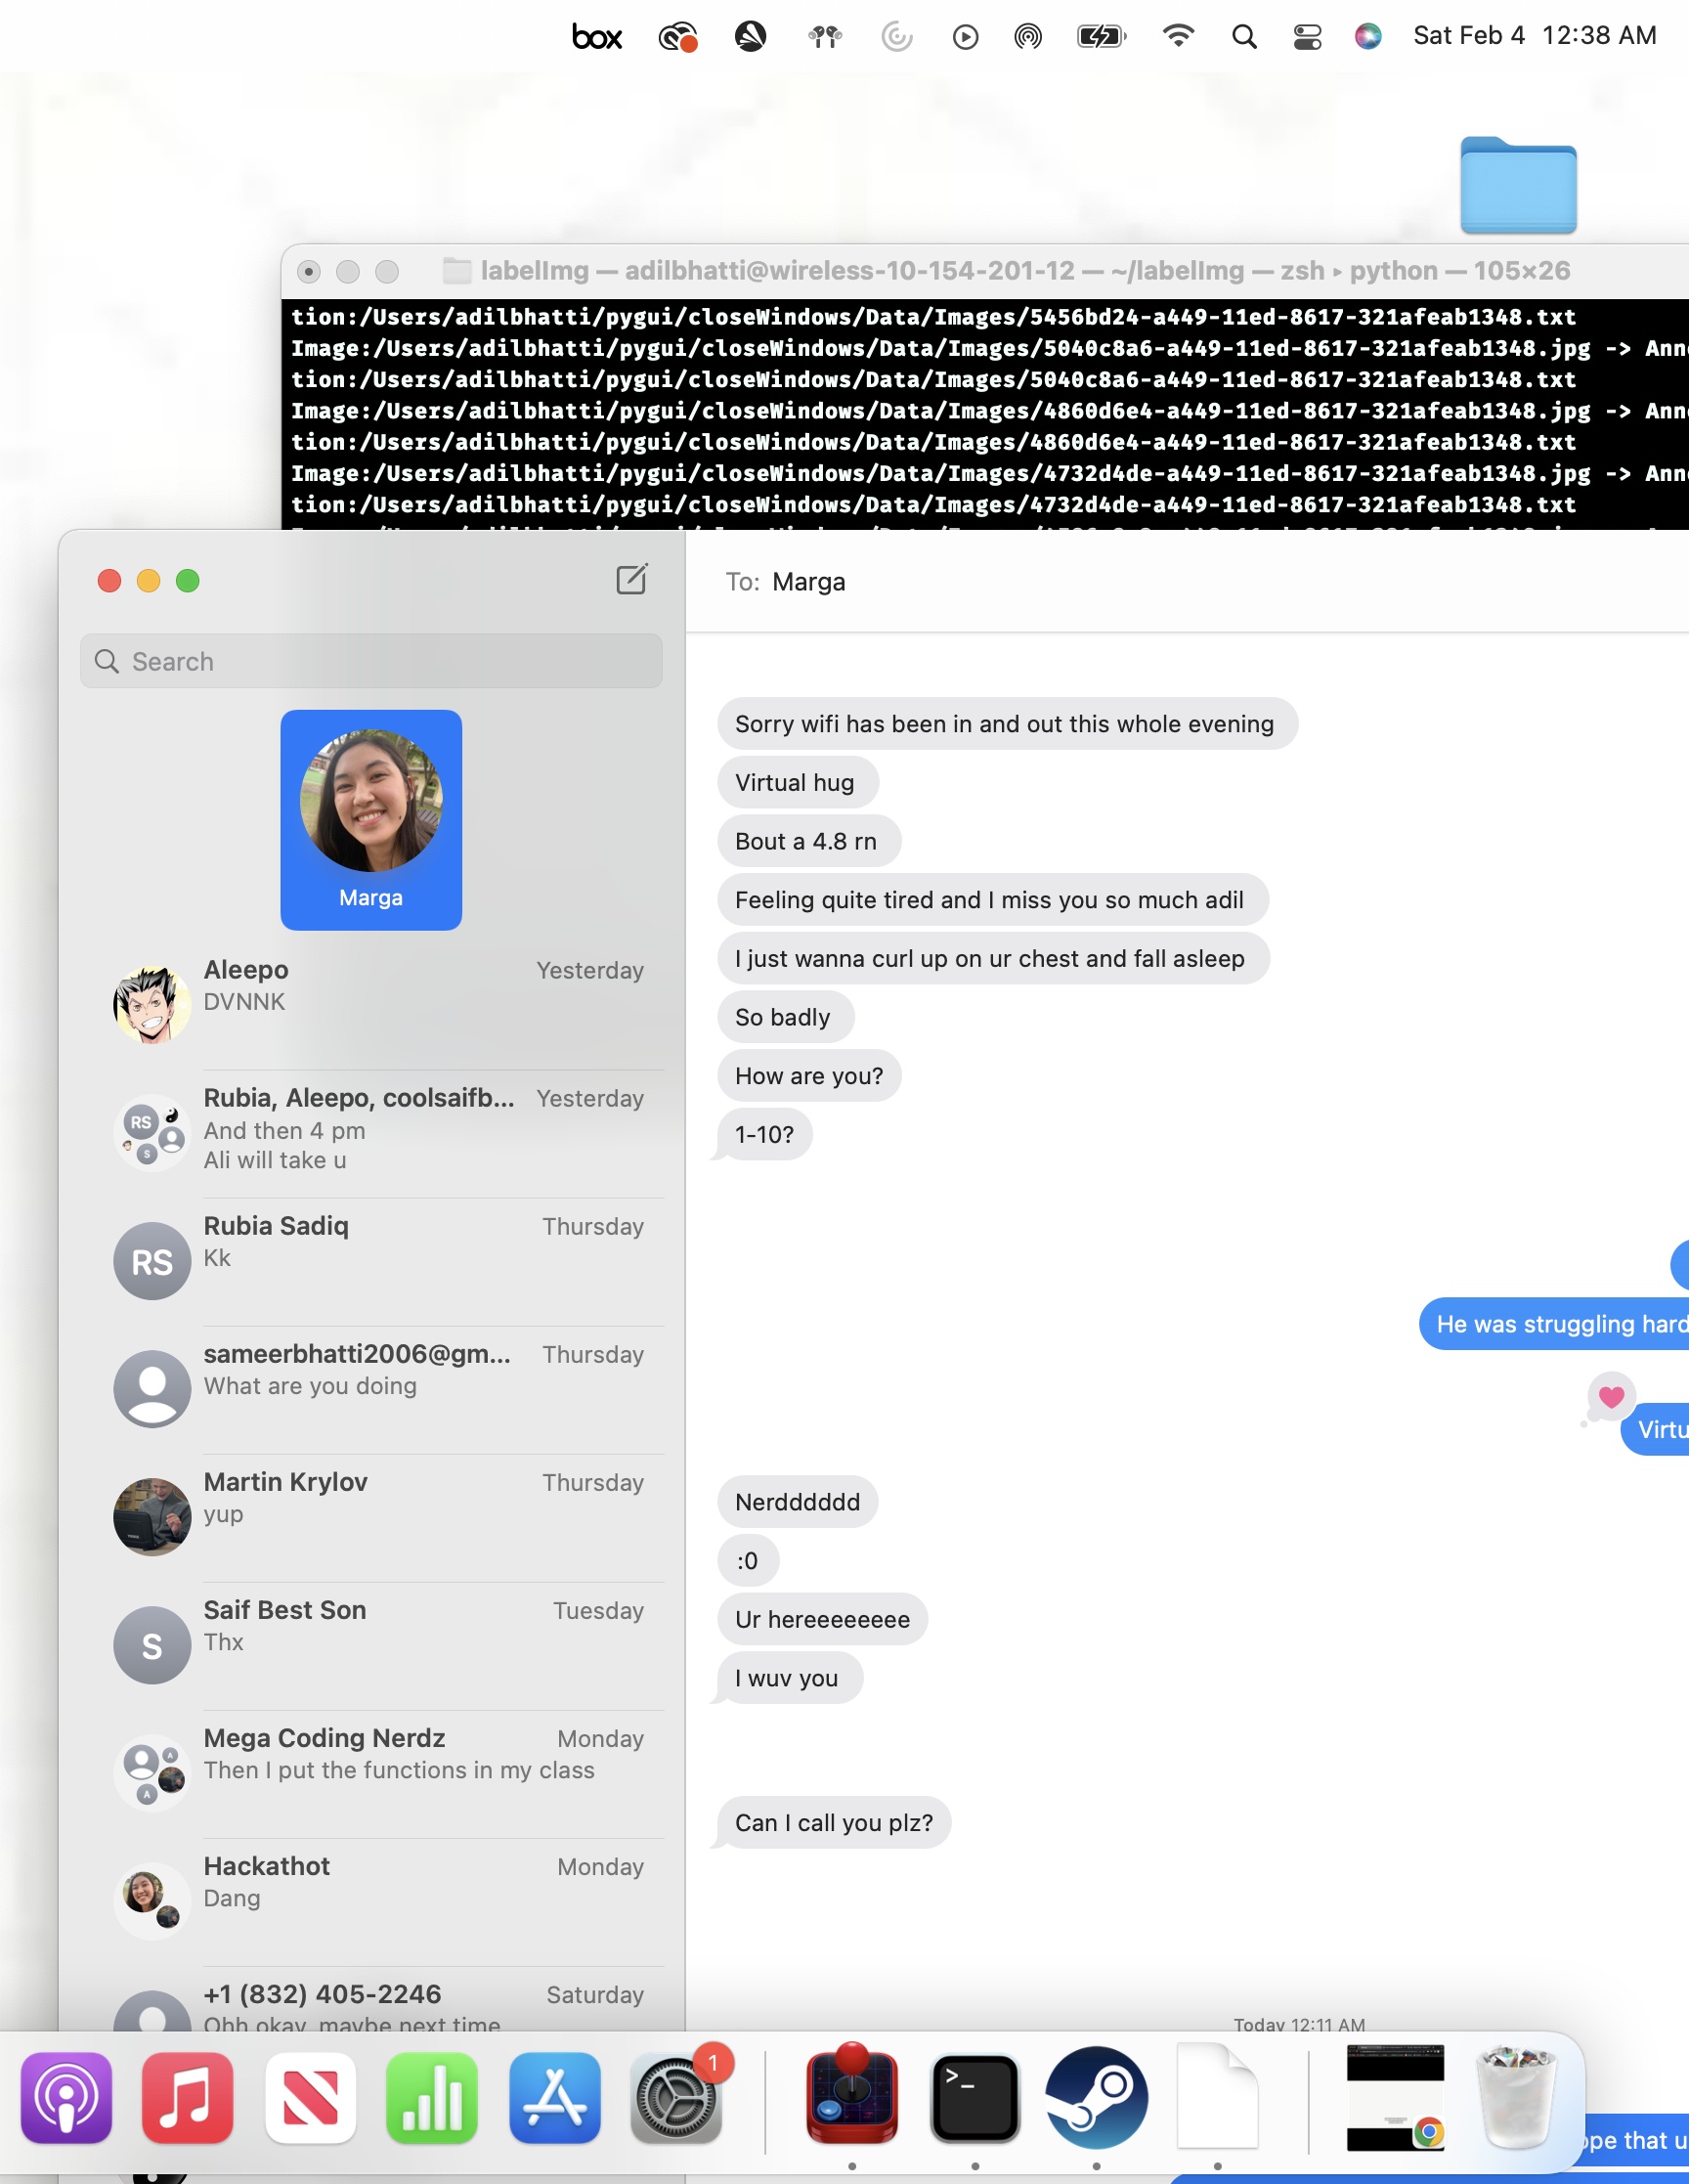 box
Sat Feb 4 12:38 AM
labelImg — adilbhatti@wireless-10-154-201-12 — ~/labelImg — zsh ▸ python — 105×26
tion:/Users/adilbhatti/pygui/closeWindows/Data/Images/5456bd24-a449-11ed-8617-321afeab1348.txt
Image:/Users/adilbhatti/pygui/closeWindows/Data/Images/5040c8a6-a449-11ed-8617-321afeab1348.jpg -> Ann
tion:/Users/adilbhatti/pygui/closeWindows/Data/Images/5040c8a6-a449-11ed-8617-321afeab1348.txt
Image:/Users/adilbhatti/pygui/closeWindows/Data/Images/4860d6e4-a449-11ed-8617-321afeab1348.jpg -> Ann
tion:/Users/adilbhatti/pygui/closeWindows/Data/Images/4860d6e4-a449-11ed-8617-321afeab1348.txt
Image:/Users/adilbhatti/pygui/closeWindows/Data/Images/4732d4de-a449-11ed-8617-321afeab1348.jpg -> Ann
tion:/Users/adilbhatti/pygui/closeWindows/Data/Images/4732d4de-a449-11ed-8617-321afeab1348.txt
Search
Marga
Aleepo Yesterday
DVNNK
Rubia, Aleepo, coolsaifb... Yesterday
And then 4 pm
Ali will take u
RS
RS
S
Rubia Sadiq Thursday
Kk
sameerbhatti2006@gm... Thursday
What are you doing
Martin Krylov Thursday
yup
S
Saif Best Son Tuesday
Thx
Mega Coding Nerdz Monday
Then I put the functions in my class
A
A
Hackathot Monday
Dang
+1 (832) 405-2246 Saturday
Ohh okay, maybe next time
To: Marga
Sorry wifi has been in and out this whole evening
Virtual hug
Bout a 4.8 rn
Feeling quite tired and I miss you so much adil
I just wanna curl up on ur chest and fall asleep
So badly
How are you?
1-10?
He was struggling hard
Virtu
Nerdddddd
:0
Ur hereeeeeeee
I wuv you
Can I call you plz?
Today 12:11 AM
1
>_
ope that u